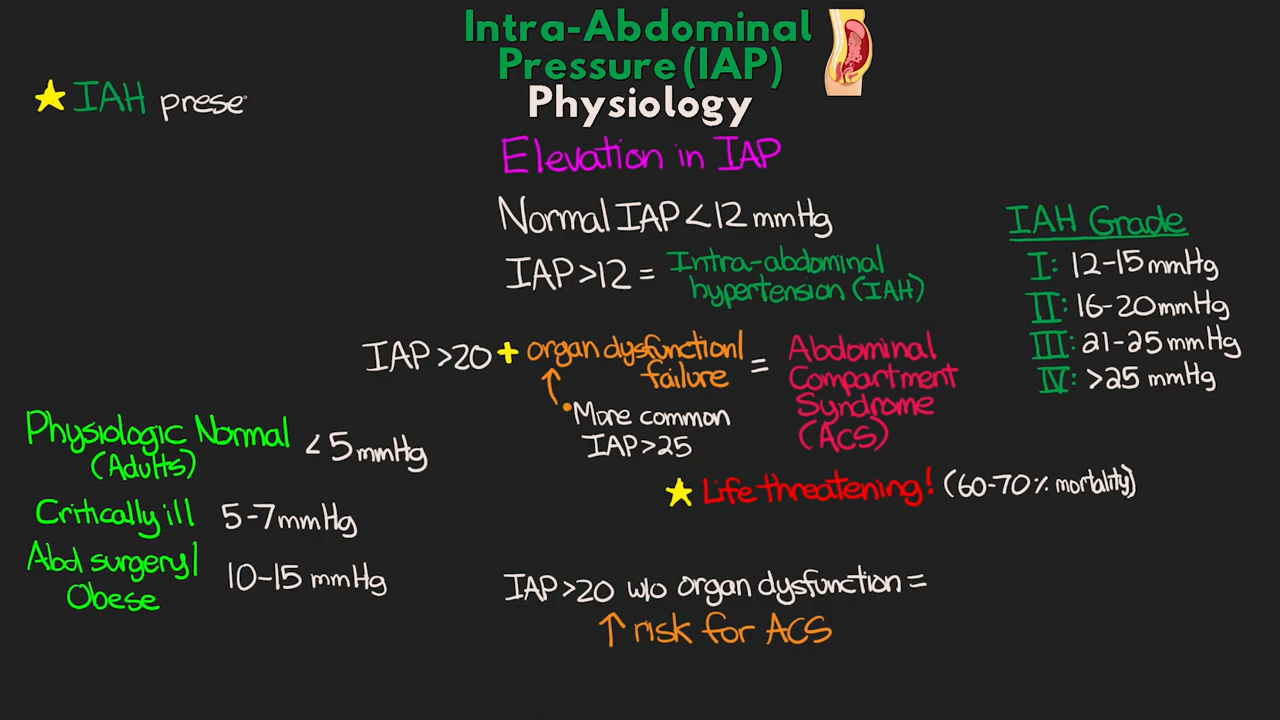 Intra-Abdominal
Pressure (IAP)
Physiology
IAH prese
Elevation in IAP
Normal IAP < 12 mmHg
IAP > 12 = Intra-abdominal
hypertension (IAH)
IAP > 20 + organ dysfunction/
failure = Abdominal
Compartment
Syndrome
(ACS)
More common
IAP > 25
Life threatening! (60-70% mortality)
IAP > 20 w/o organ dysfunction =
↑ risk for ACS
IAH Grade
I: 12-15 mmHg
II: 16-20 mmHg
III: 21-25 mmHg
IV: >25 mmHg
Physiologic Normal
(Adults) < 5 mmHg
Critically ill 5-7 mmHg
Abd surgery/
Obese 10-15 mmHg